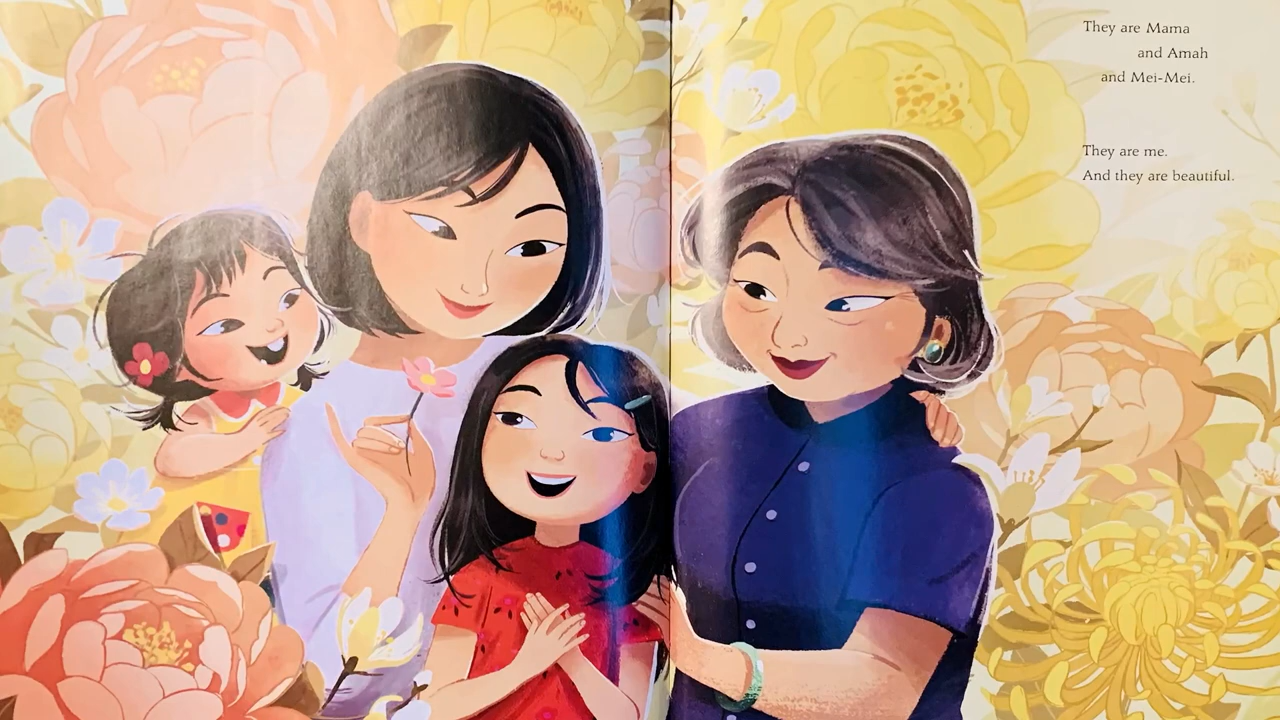 They are Mama
and Amah
and Mei-Mei.
They are me.
And they are beautiful.